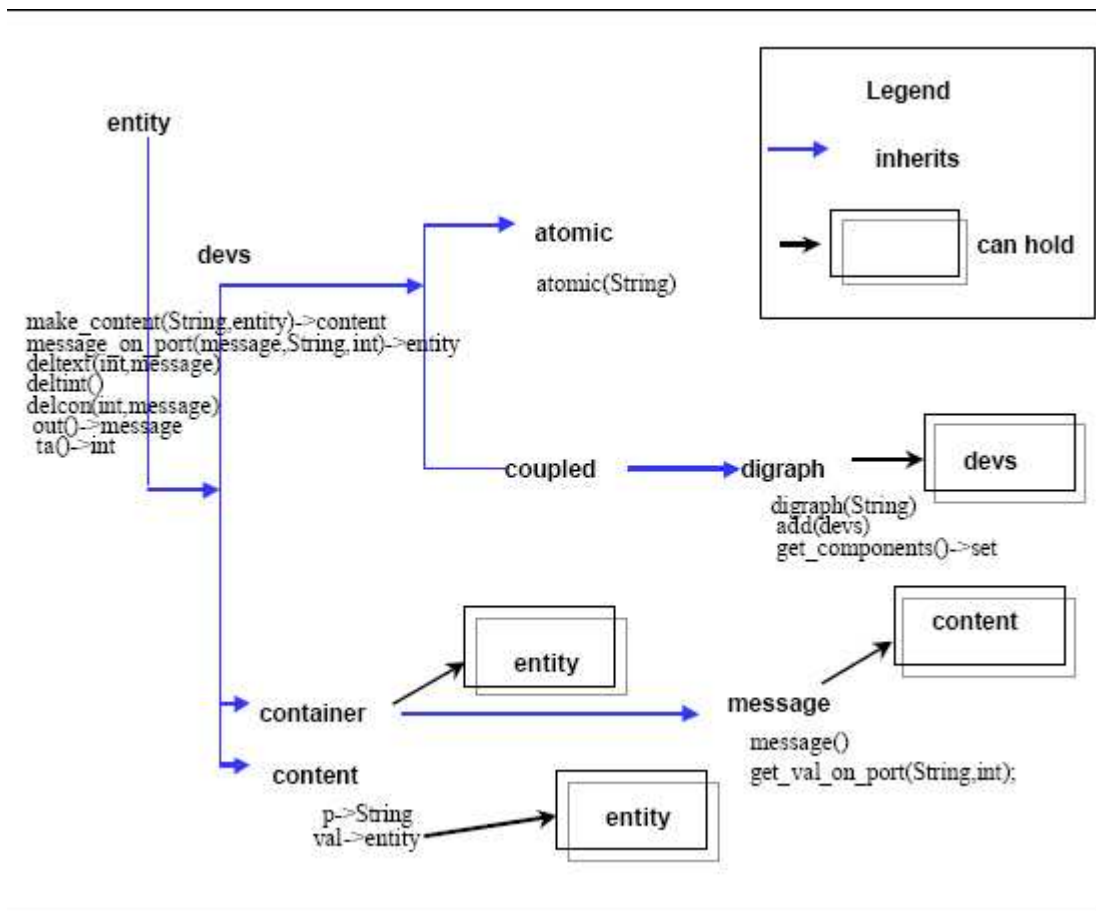 Legend
inherits
can hold
entity
devs
make_content(String,entity)->content
message_on_port(message,String,int)->entity
deltext(int,message)
deltint()
delcon(int,message)
out()->message
ta()->int
atomic
atomic(String)
coupled
digraph
devs
digraph(String)
add(devs)
get_components()->set
container
entity
message
content
message()
get_val_on_port(String,int);
content
p->String
val->entity
entity